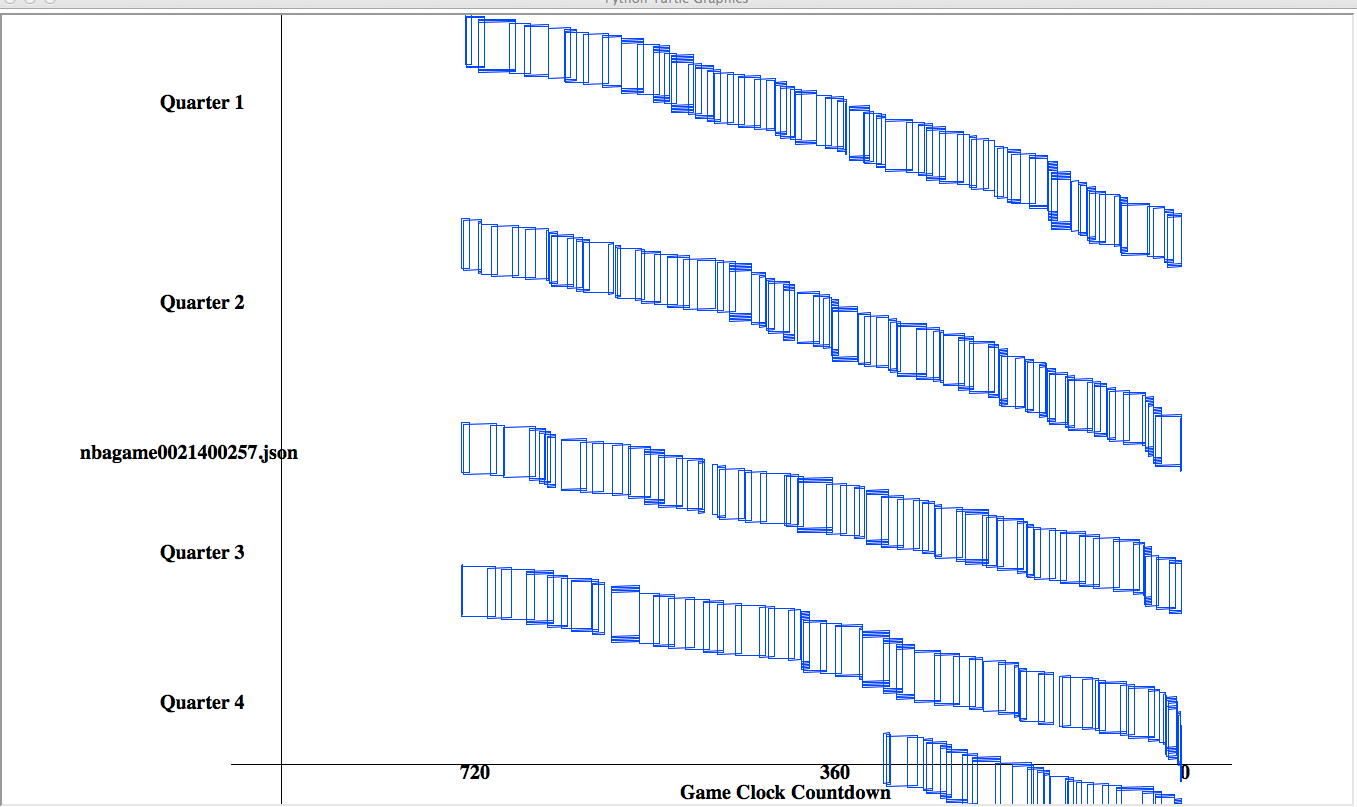 Python Turtle Graphics
Quarter 1
Quarter 2
nbagame0021400257.json
Quarter 3
Quarter 4
720 360 0
Game Clock Countdown